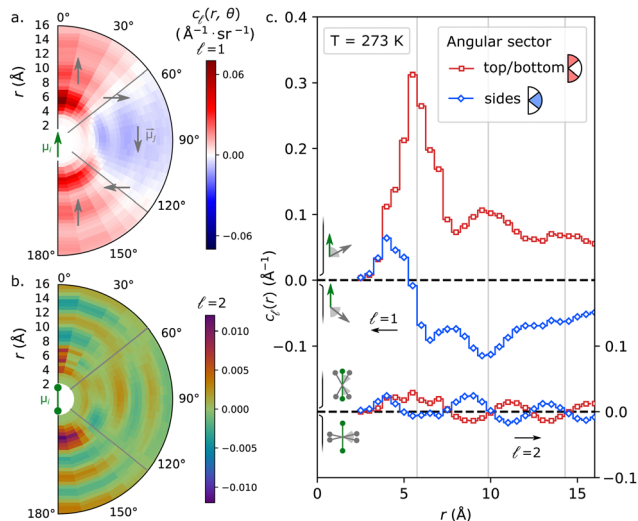 a.
cℓ(r, θ)
(Å⁻¹·sr⁻¹)
ℓ=1
0°
30°
60°
90°
120°
150°
180°
r (Å)
16
14
12
10
8
6
4
2
μᵢ
μ⃗ⱼ
0.06
0.03
0.00
−0.03
−0.06
b.
ℓ=2
0°
30°
60°
90°
120°
150°
180°
r (Å)
16
14
12
10
8
6
4
2
μᵢ
0.010
0.005
0.000
−0.005
−0.010
c.
T = 273 K
Angular sector
top/bottom
sides
cℓ(r) (Å⁻¹)
0.4
0.3
0.2
0.1
0.0
−0.1
ℓ=1
ℓ=2
0.1
0.0
−0.1
0
5
10
15
r (Å)